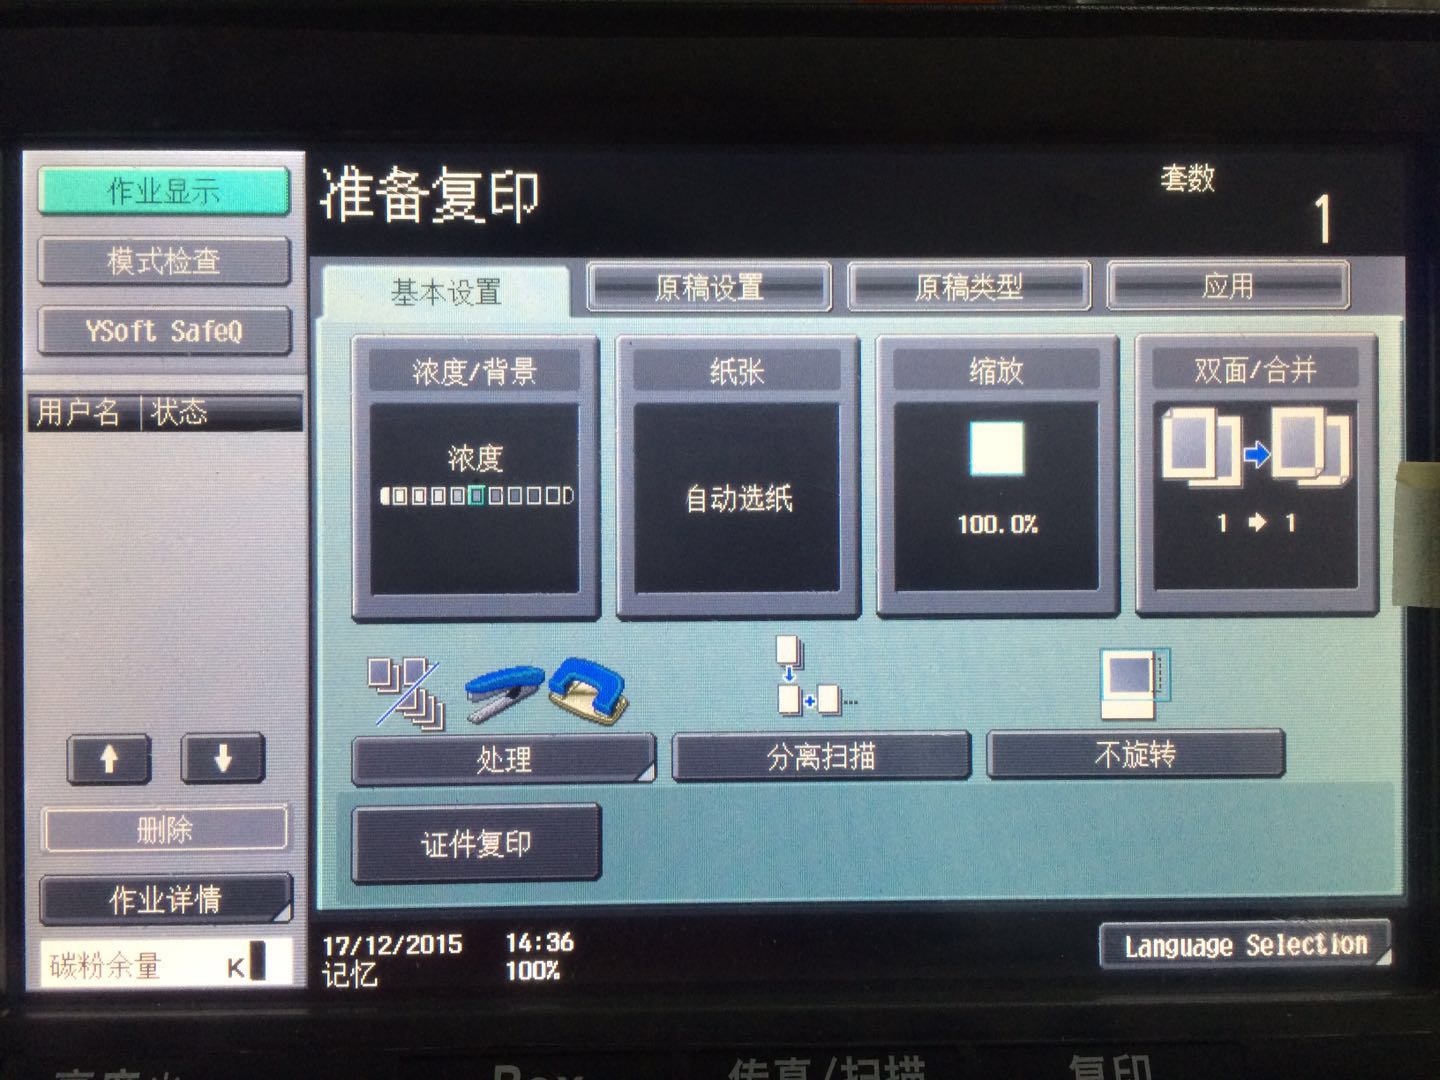 作业显示
模式检查
YSoft SafeQ
用户名 状态
删除
作业详情
碳粉余量 K
准备复印
套数
1
基本设置 原稿设置 原稿类型 应用
浓度/背景 纸张 缩放 双面/合并
浓度
自动选纸
100.0%
1 1
处理 分离扫描 不旋转
证件复印
17/12/2015 14:36
记忆 100%
Language Selection
Box 传真/扫描 复印